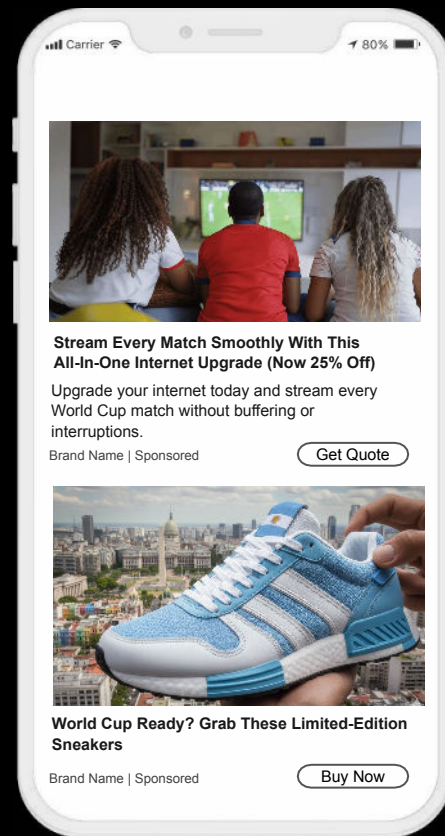 Carrier 80%
Stream Every Match Smoothly With This
All-In-One Internet Upgrade (Now 25% Off)
Upgrade your internet today and stream every
World Cup match without buffering or
interruptions.
Brand Name | Sponsored Get Quote
World Cup Ready? Grab These Limited-Edition
Sneakers
Brand Name | Sponsored Buy Now